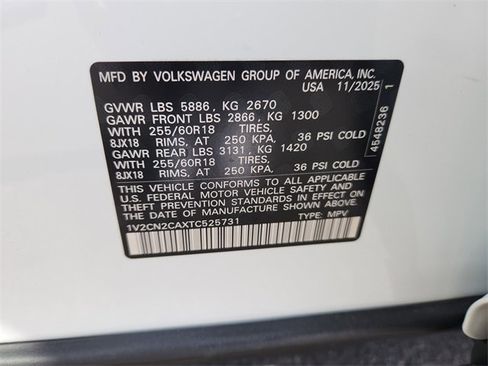 MFD BY VOLKSWAGEN GROUP OF AMERICA, INC.
USA 11/2025
GVWR LBS 5886, KG 2670
GAWR FRONT LBS 2866, KG 1300
WITH 255/60R18 TIRES,
8JX18 RIMS, AT 250 KPA, 36 PSI COLD
GAWR REAR LBS 3131, KG 1420
WITH 255/60R18 TIRES,
8JX18 RIMS, AT 250 KPA, 36 PSI COLD
THIS VEHICLE CONFORMS TO ALL APPLICABLE
U.S. FEDERAL MOTOR VEHICLE SAFETY AND
THEFT PREVENTION STANDARDS IN EFFECT ON
THE DATE OF MANUFACTURE SHOWN ABOVE.
1V2CN2CAXTC525731 TYPE: MPV
4548236 1